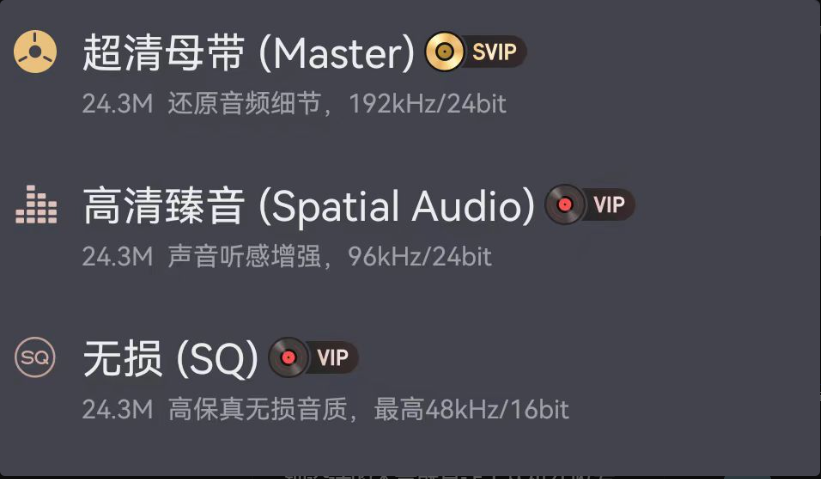 超清母带 (Master) SVIP
24.3M 还原音频细节，192kHz/24bit
高清臻音 (Spatial Audio) VIP
24.3M 声音听感增强，96kHz/24bit
SQ 无损 (SQ) VIP
24.3M 高保真无损音质，最高48kHz/16bit